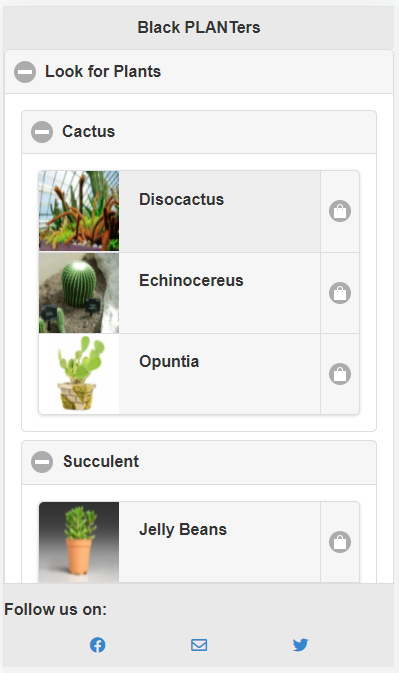 Black PLANTers
Look for Plants
Cactus
Disocactus
Echinocereus
Opuntia
Succulent
Jelly Beans
Follow us on: